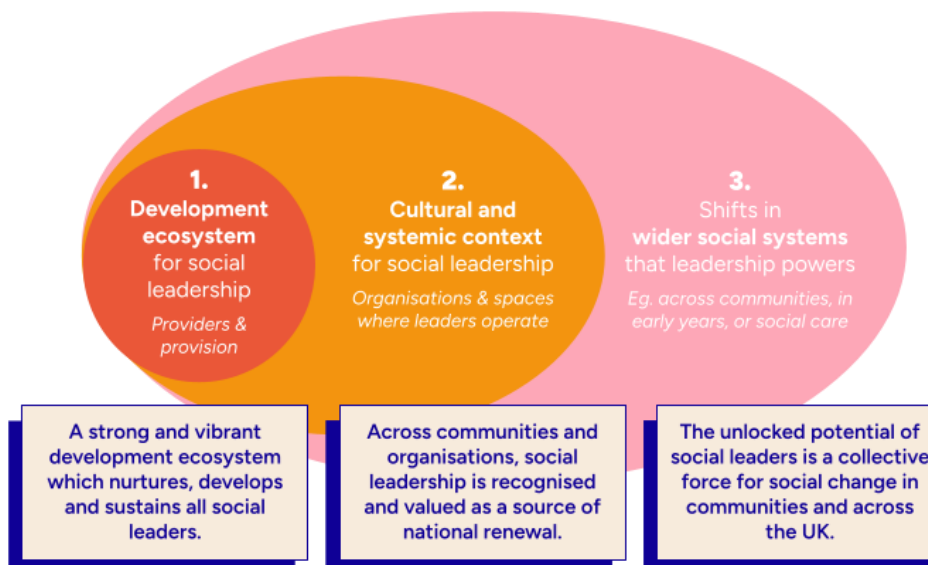 1.
Development
ecosystem
for social
leadership
Providers &
provision
2.
Cultural and
systemic context
for social leadership
Organisations & spaces
where leaders operate
3.
Shifts in
wider social systems
that leadership powers
Eg. across communities, in
early years, or social care
A strong and vibrant
development ecosystem
which nurtures, develops
and sustains all social
leaders.
Across communities and
organisations, social
leadership is recognised
and valued as a source of
national renewal.
The unlocked potential of
social leaders is a collective
force for social change in
communities and across
the UK.